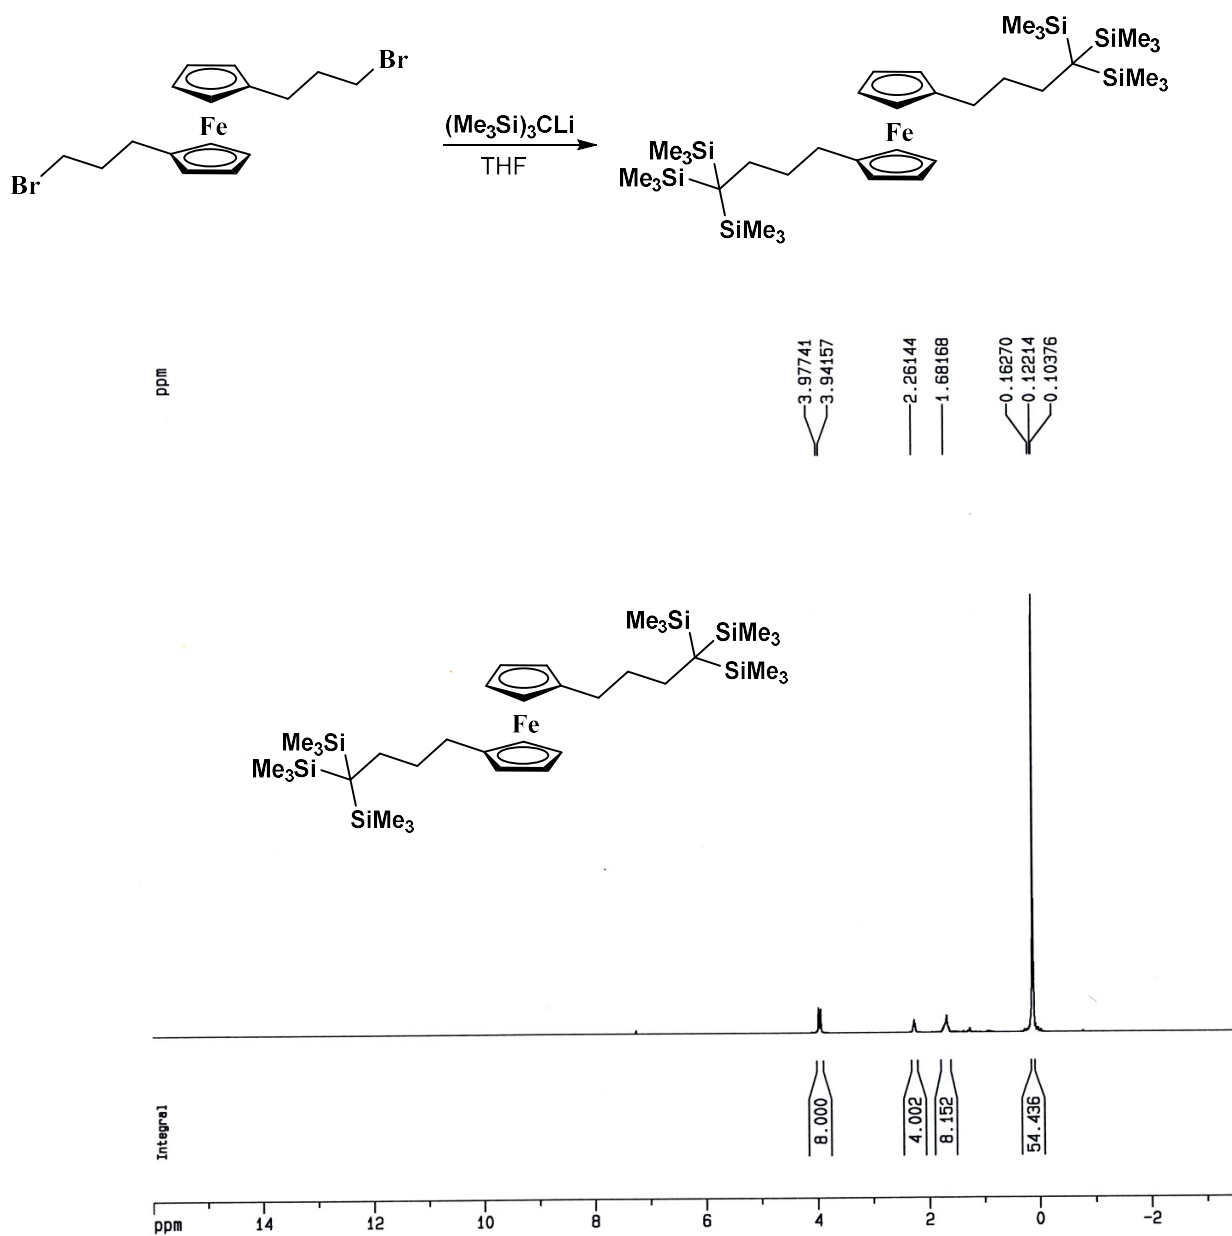 Br
Fe
Br
(Me₃Si)₃CLi
THF
Me₃Si
SiMe₃
SiMe₃
Fe
Me₃Si
Me₃Si
SiMe₃
ppm
3.97741
3.94157
2.26144
1.68168
0.16270
0.12214
0.10376
Me₃Si
SiMe₃
SiMe₃
Fe
Me₃Si
Me₃Si
SiMe₃
Integral
8.000
4.002
8.152
54.436
ppm 14 12 10 8 6 4 2 0 -2